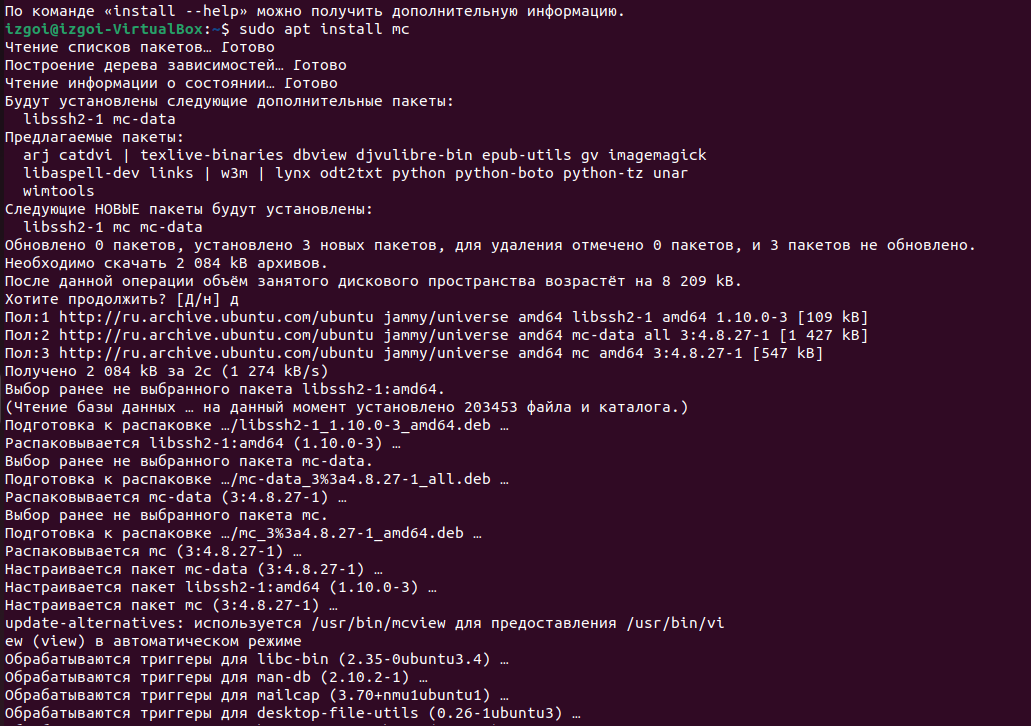 По команде «install --help» можно получить дополнительную информацию.
izgoi@izgoi-VirtualBox:~$ sudo apt install mc
Чтение списков пакетов… Готово
Построение дерева зависимостей… Готово
Чтение информации о состоянии… Готово
Будут установлены следующие дополнительные пакеты:
  libssh2-1 mc-data
Предлагаемые пакеты:
  arj catdvi | texlive-binaries dbview djvulibre-bin epub-utils gv imagemagick
  libaspell-dev links | w3m | lynx odt2txt python python-boto python-tz unar
  wimtools
Следующие НОВЫЕ пакеты будут установлены:
  libssh2-1 mc mc-data
Обновлено 0 пакетов, установлено 3 новых пакетов, для удаления отмечено 0 пакетов, и 3 пакетов не обновлено.
Необходимо скачать 2 084 kB архивов.
После данной операции объём занятого дискового пространства возрастёт на 8 209 kB.
Хотите продолжить? [Д/н] д
Пол:1 http://ru.archive.ubuntu.com/ubuntu jammy/universe amd64 libssh2-1 amd64 1.10.0-3 [109 kB]
Пол:2 http://ru.archive.ubuntu.com/ubuntu jammy/universe amd64 mc-data all 3:4.8.27-1 [1 427 kB]
Пол:3 http://ru.archive.ubuntu.com/ubuntu jammy/universe amd64 mc amd64 3:4.8.27-1 [547 kB]
Получено 2 084 kB за 2с (1 274 kB/s)
Выбор ранее не выбранного пакета libssh2-1:amd64.
(Чтение базы данных … на данный момент установлено 203453 файла и каталога.)
Подготовка к распаковке …/libssh2-1_1.10.0-3_amd64.deb …
Распаковывается libssh2-1:amd64 (1.10.0-3) …
Выбор ранее не выбранного пакета mc-data.
Подготовка к распаковке …/mc-data_3%3a4.8.27-1_all.deb …
Распаковывается mc-data (3:4.8.27-1) …
Выбор ранее не выбранного пакета mc.
Подготовка к распаковке …/mc_3%3a4.8.27-1_amd64.deb …
Распаковывается mc (3:4.8.27-1) …
Настраивается пакет mc-data (3:4.8.27-1) …
Настраивается пакет libssh2-1:amd64 (1.10.0-3) …
Настраивается пакет mc (3:4.8.27-1) …
update-alternatives: используется /usr/bin/mcview для предоставления /usr/bin/vi
ew (view) в автоматическом режиме
Обрабатываются триггеры для libc-bin (2.35-0ubuntu3.4) …
Обрабатываются триггеры для man-db (2.10.2-1) …
Обрабатываются триггеры для mailcap (3.70+nmu1ubuntu1) …
Обрабатываются триггеры для desktop-file-utils (0.26-1ubuntu3) …